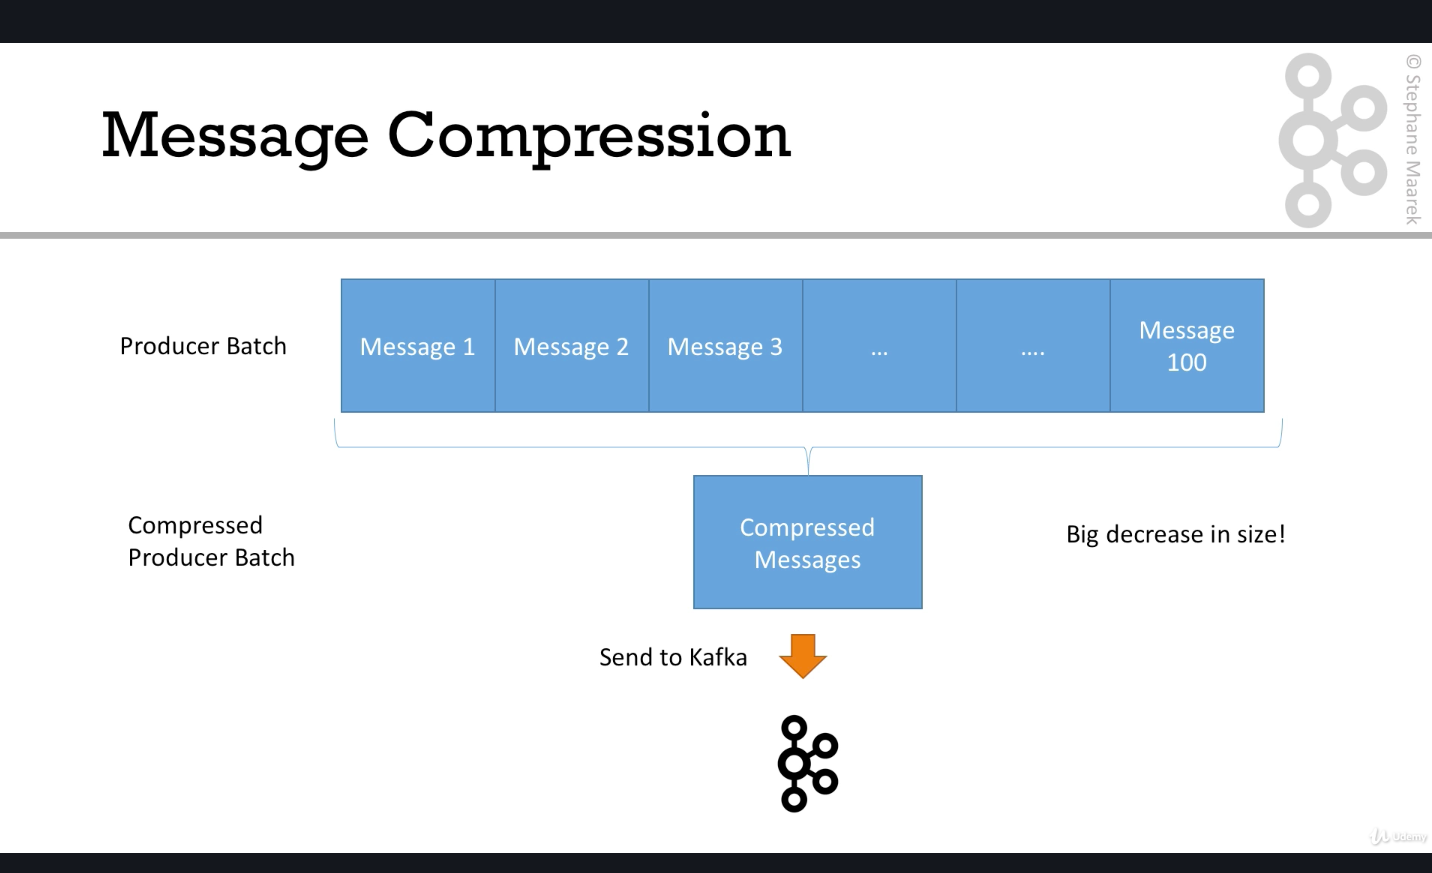 © Stephane Maarek
Message Compression
Producer Batch
Message 1
Message 2
Message 3
...
....
Message
100
Compressed
Producer Batch
Compressed
Messages
Big decrease in size!
Send to Kafka
Udemy